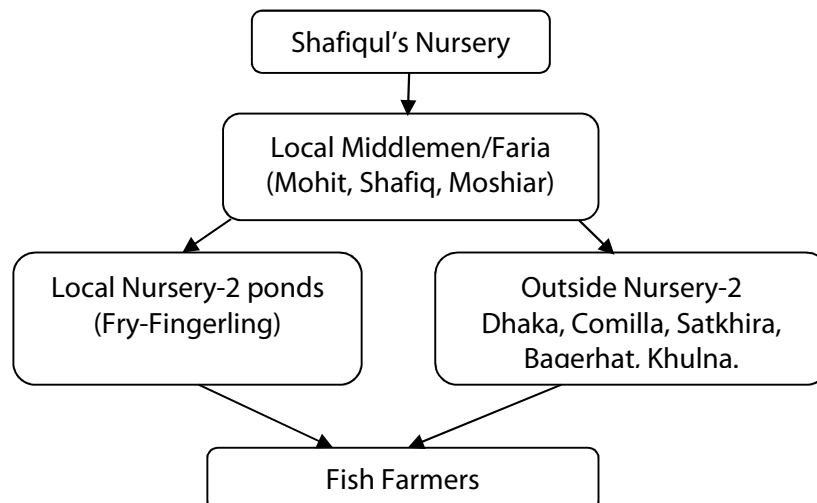 Shafiqul’s Nursery
Local Middlemen/Faria
(Mohit, Shafiq, Moshiar)
Local Nursery-2 ponds
(Fry-Fingerling)
Outside Nursery-2
Dhaka, Comilla, Satkhira,
Bagerhat, Khulna.
Fish Farmers